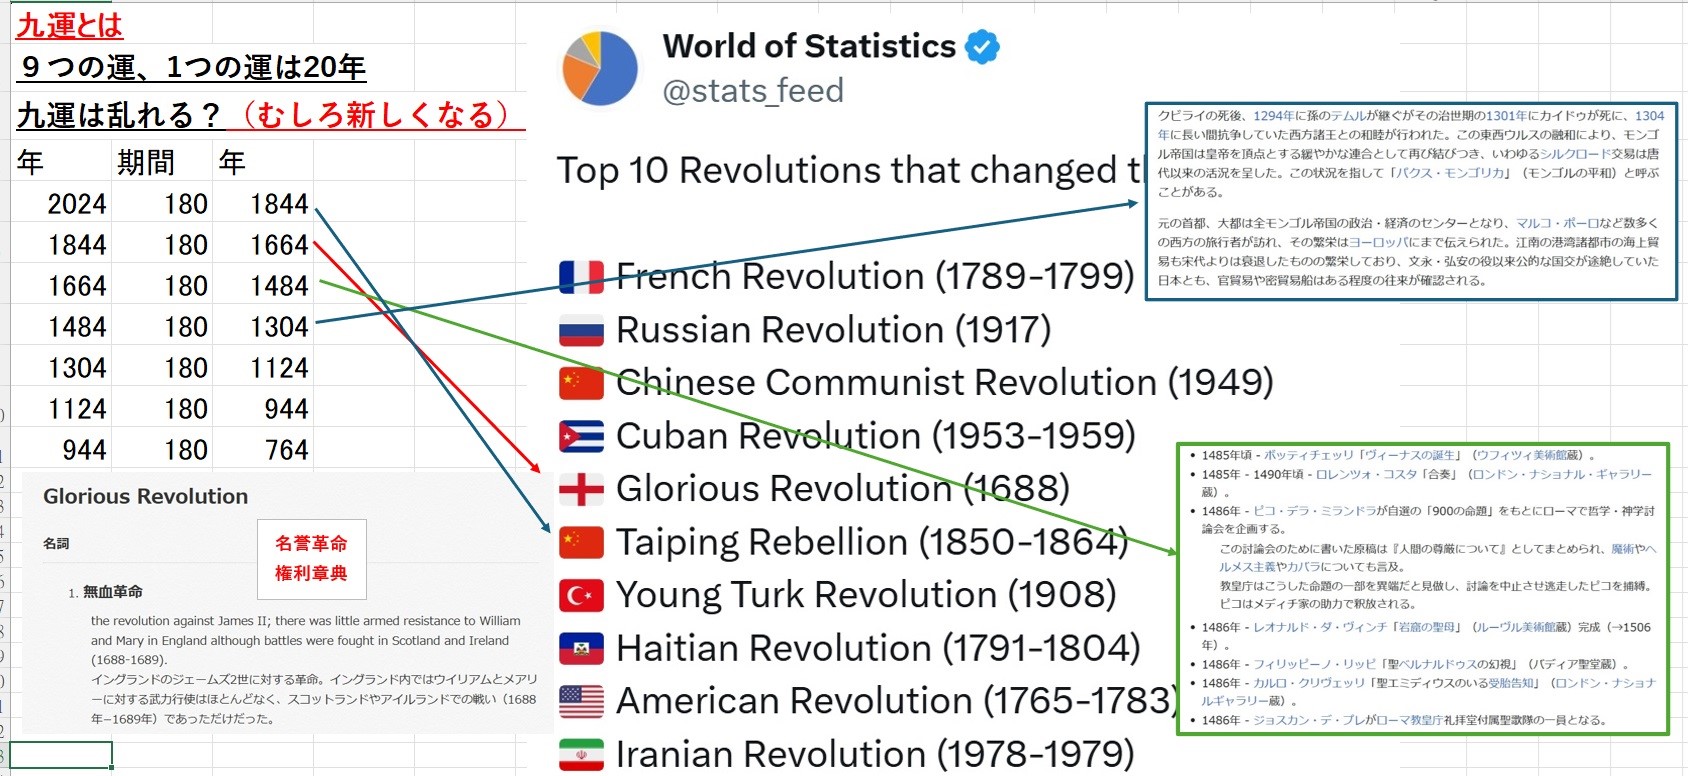 九運とは
９つの運、1つの運は20年
九運は乱れる？（むしろ新しくなる）
年 期間 年
2024 180 1844
1844 180 1664
1664 180 1484
1484 180 1304
1304 180 1124
1124 180 944
944 180 764
Glorious Revolution
名詞
名誉革命
権利章典
1. 無血革命
the revolution against James II; there was little armed resistance to William
and Mary in England although battles were fought in Scotland and Ireland
(1688-1689).
イングランドのジェームズ2世に対する革命。イングランド内ではウイリアムとメアリ
ーに対する武力行使はほとんどなく、スコットランドやアイルランドでの戦い（1688
年−1689年）であっただけだった。
World of Statistics
@stats_feed
Top 10 Revolutions that changed t
French Revolution (1789-1799)
Russian Revolution (1917)
Chinese Communist Revolution (1949)
Cuban Revolution (1953-1959)
Glorious Revolution (1688)
Taiping Rebellion (1850-1864)
Young Turk Revolution (1908)
Haitian Revolution (1791-1804)
American Revolution (1765-1783)
Iranian Revolution (1978-1979)
クビライの死後、1294年に孫のテムルが継ぐがその治世期の1301年にカイドゥが死に、1304
年に長い間抗争していた西方諸王との和睦が行われた。この東西ウルスの融和により、モンゴ
ル帝国は皇帝を頂点とする緩やかな連合として再び結びつき、いわゆるシルクロード交易は唐
代以来の活況を呈した。この状況を指して「パクス・モンゴリカ」（モンゴルの平和）と呼ぶ
ことがある。
元の首都、大都は全モンゴル帝国の政治・経済のセンターとなり、マルコ・ポーロなど数多く
の西方の旅行者が訪れ、その繁栄はヨーロッパにまで伝えられた。江南の港湾諸都市の海上貿
易も宋代よりは衰退したものの繁栄しており、文永・弘安の役以来公的な国交が途絶していた
日本とも、官貿易や密貿易船はある程度の往来が確認される。
• 1485年頃 - ボッティチェッリ「ヴィーナスの誕生」（ウフィツィ美術館蔵）。
• 1485年 - 1490年頃 - ロレンツォ・コスタ「合奏」（ロンドン・ナショナル・ギャラリー
蔵）。
• 1486年 - ピコ・デラ・ミランドラが自選の「900の命題」をもとにローマで哲学・神学討
論会を企画する。
この討論会のために書いた原稿は『人間の尊厳について』としてまとめられ、魔術やヘ
ルメス主義やカバラについても言及。
教皇庁はこうした命題の一部を異端だと見做し、討論を中止させ逃走したピコを捕縛。
ピコはメディチ家の助力で釈放される。
• 1486年 - レオナルド・ダ・ヴィンチ「岩窟の聖母」（ルーヴル美術館蔵）完成（→1506
年）。
• 1486年 - フィリッピーノ・リッピ「聖ベルナルドゥスの幻視」（バディア聖堂蔵）。
• 1486年 - カルロ・クリヴェッリ「聖エミディウスのいる受胎告知」（ロンドン・ナショナ
ルギャラリー蔵）。
• 1486年 - ジョスカン・デ・プレがローマ教皇庁礼拝堂付属聖歌隊の一員となる。